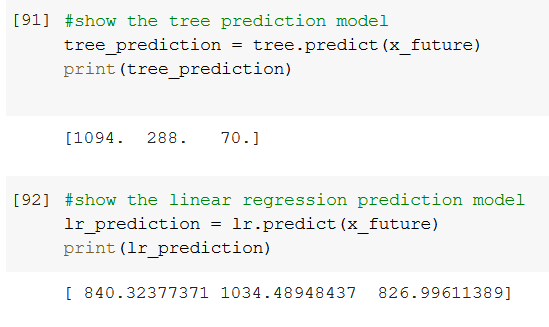 [91] #show the tree prediction model
tree_prediction = tree.predict(x_future)
print(tree_prediction)
[1094.  288.   70.]
[92] #show the linear regression prediction model
lr_prediction = lr.predict(x_future)
print(lr_prediction)
[ 840.32377371 1034.48948437  826.99611389]